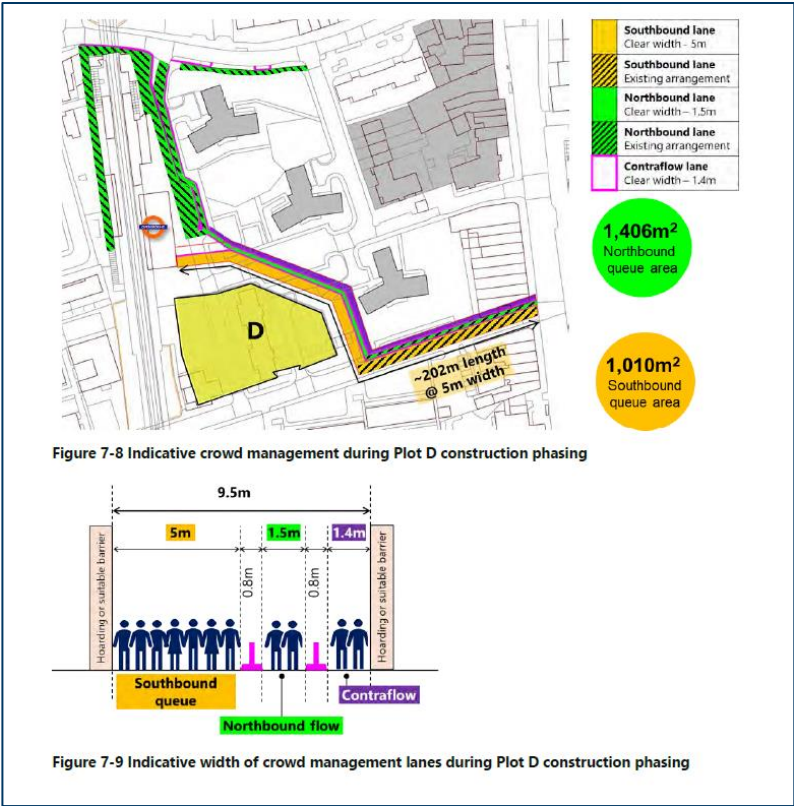 Southbound lane
Clear width - 5m
Southbound lane
Existing arrangement
Northbound lane
Clear width – 1.5m
Northbound lane
Existing arrangement
Contraflow lane
Clear width – 1.4m
1,406m²
Northbound
queue area
D
~202m length
@ 5m width
1,010m²
Southbound
queue area
Figure 7-8 Indicative crowd management during Plot D construction phasing
9.5m
5m
1.5m
1.4m
Hoarding or suitable barrier
0.8m
0.8m
Hoarding or suitable barrier
Southbound
queue
Contraflow
Northbound flow
Figure 7-9 Indicative width of crowd management lanes during Plot D construction phasing